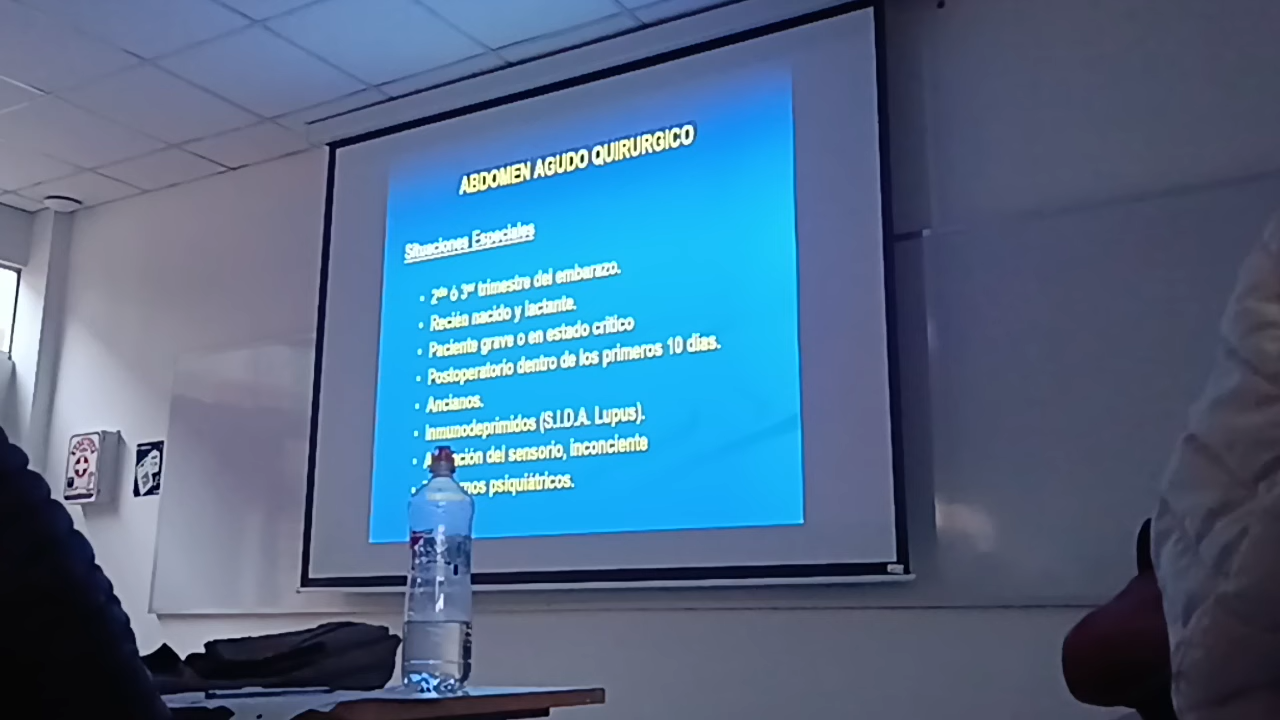 ABDOMEN AGUDO QUIRURGICO
Situaciones Especiales
• 2do ó 3er trimestre del embarazo.
• Recién nacido y lactante.
• Paciente grave o en estado crítico
• Postoperatorio dentro de los primeros 10 días.
• Ancianos.
• Inmunodeprimidos (S.I.D.A. Lupus).
• del sensorio, inconciente
• psiquiátricos.